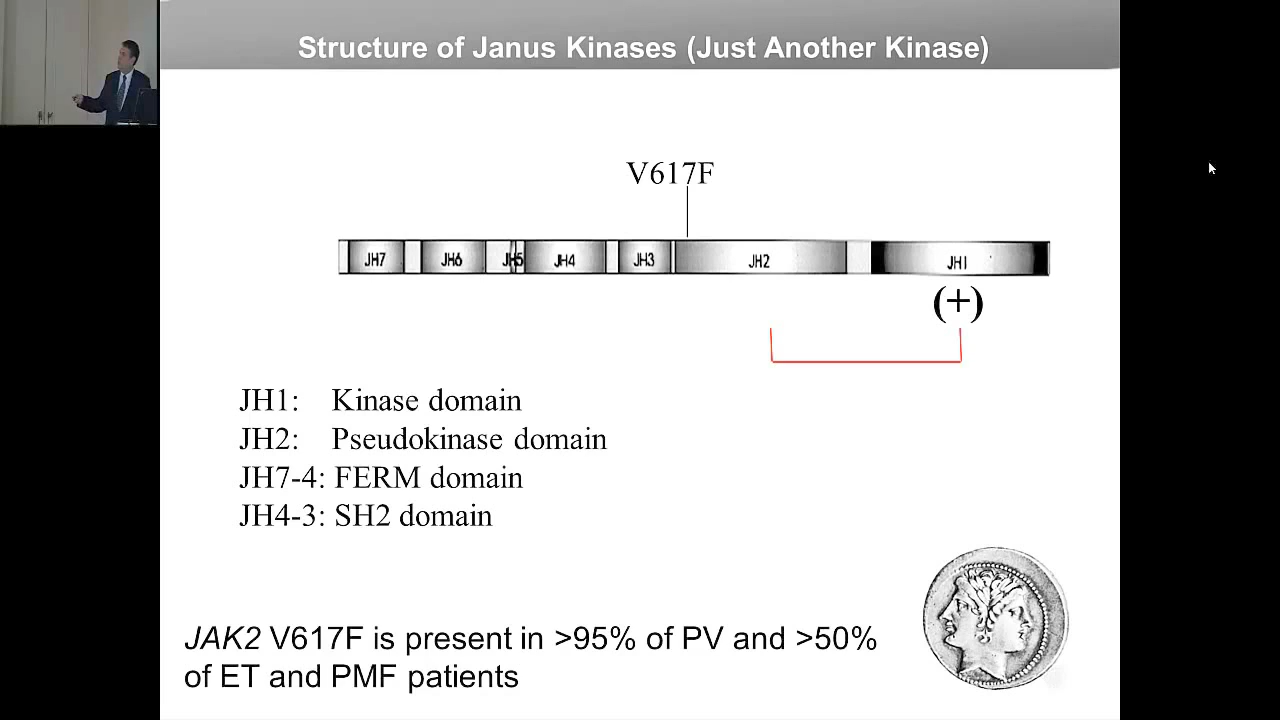 Structure of Janus Kinases (Just Another Kinase)
V617F
JH7 JH6 JH5 JH4 JH3 JH2 JH1
(+)
JH1: Kinase domain
JH2: Pseudokinase domain
JH7-4: FERM domain
JH4-3: SH2 domain
JAK2 V617F is present in >95% of PV and >50%
of ET and PMF patients